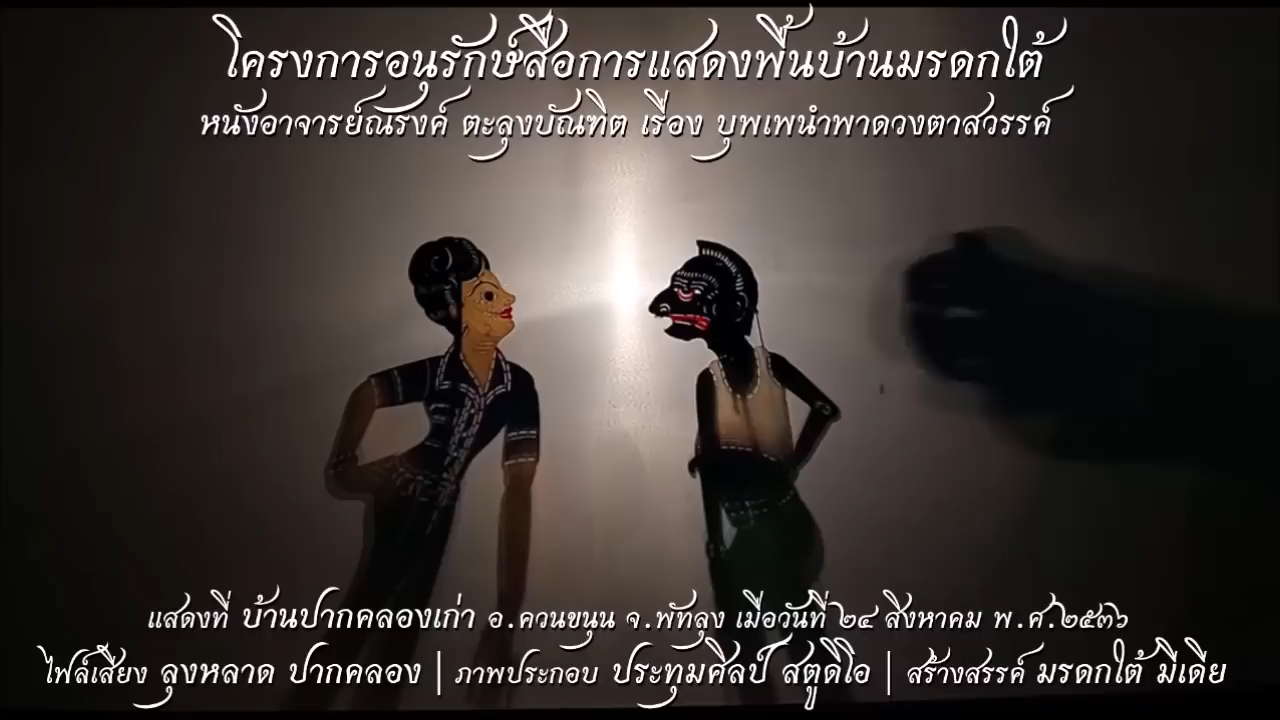 โครงการอนุรักษ์สื่อการแสดงพื้นบ้านมรดกใต้
หนังอาจารย์ณรงค์ ตะลุงบัณฑิต เรื่อง บุพเพนำพาดวงตาสวรรค์
แสดงที่ บ้านปากคลองเก่า อ.ควนขนุน จ.พัทลุง เมื่อวันที่ ๒๔ สิงหาคม พ.ศ.๒๕๓๖
ไฟล์เสียง ลุงหลาด ปากคลอง | ภาพประกอบ ประทุมศิลป์ สตูดิโอ | สร้างสรรค์ มรดกใต้ มีเดีย